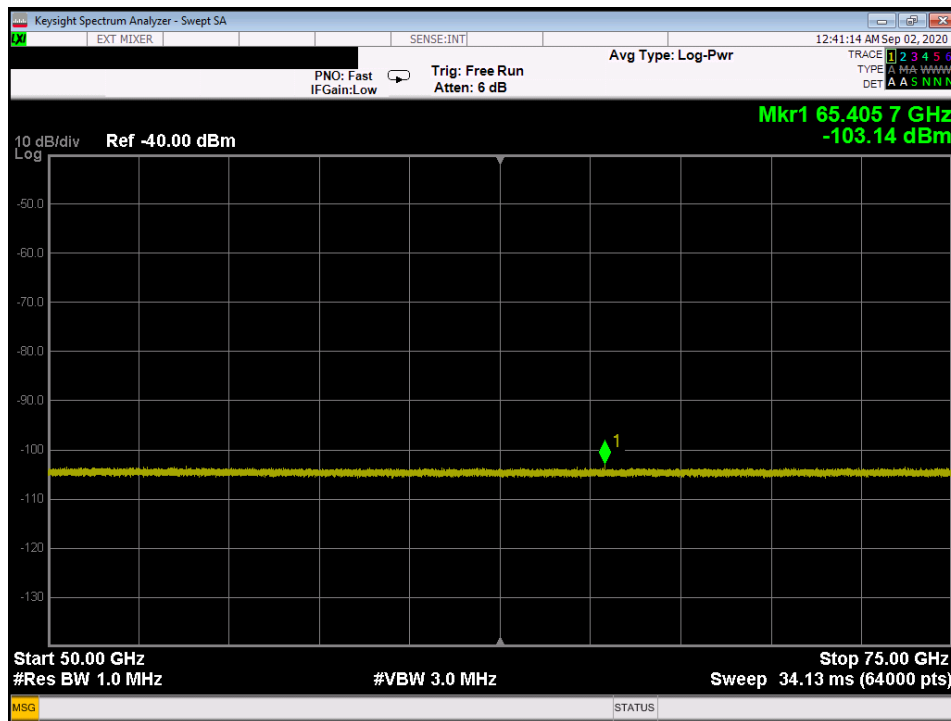 Keysight Spectrum Analyzer - Swept SA
LXI EXT MIXER SENSE:INT 12:41:14 AM Sep 02, 2020
Avg Type: Log-Pwr TRACE 1 2 3 4 5 6
PNO: Fast Trig: Free Run TYPE A MA WWWW
IFGain:Low Atten: 6 dB DET A A S N N N
Mkr1 65.405 7 GHz
10 dB/div Ref -40.00 dBm -103.14 dBm
Log
-50.0
-60.0
-70.0
-80.0
-90.0
1
-100
-110
-120
-130
Start 50.00 GHz Stop 75.00 GHz
#Res BW 1.0 MHz #VBW 3.0 MHz Sweep 34.13 ms (64000 pts)
MSG STATUS